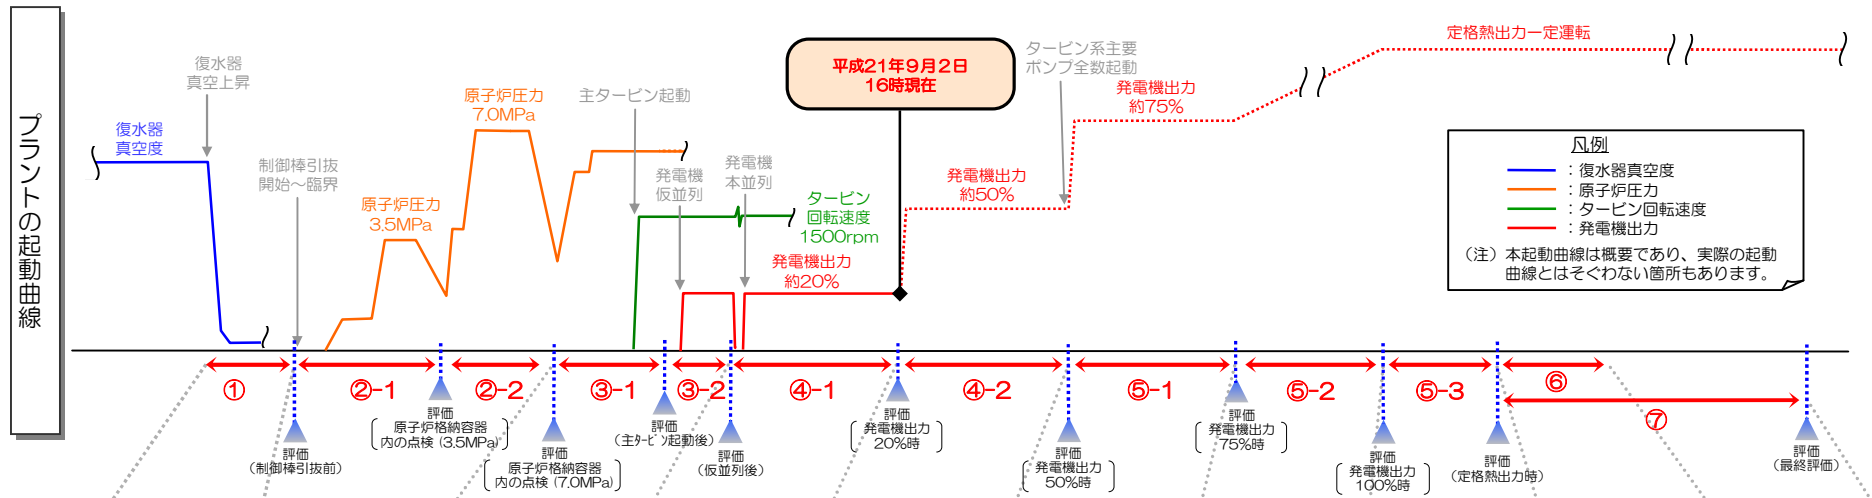 プラントの起動曲線
復水器
真空度
復水器
真空上昇
制御棒引抜
開始～臨界
原子炉圧力
3.5MPa
原子炉圧力
7.0MPa
主タービン起動
発電機
仮並列
発電機
本並列
タービン
回転速度
1500rpm
発電機出力
約20%
平成21年9月2日
16時現在
発電機出力
約50%
タービン系主要
ポンプ全数起動
発電機出力
約75%
定格熱出力一定運転
凡例
：復水器真空度
：原子炉圧力
：タービン回転速度
：発電機出力
（注）本起動曲線は概要であり、実際の起動
曲線とはそぐわない箇所もあります。
①
②-1
②-2
③-1
③-2
④-1
④-2
⑤-1
⑤-2
⑤-3
⑥
⑦
評価
（制御棒引抜前）
評価
原子炉格納容器
内の点検（3.5MPa）
評価
原子炉格納容器
内の点検（7.0MPa）
評価
（主ﾀｰﾋﾞﾝ起動後）
評価
（仮並列後）
評価
発電機出力
20%時
評価
発電機出力
50%時
評価
発電機出力
75%時
評価
発電機出力
100%時
評価
（定格熱出力時）
評価
（最終評価）